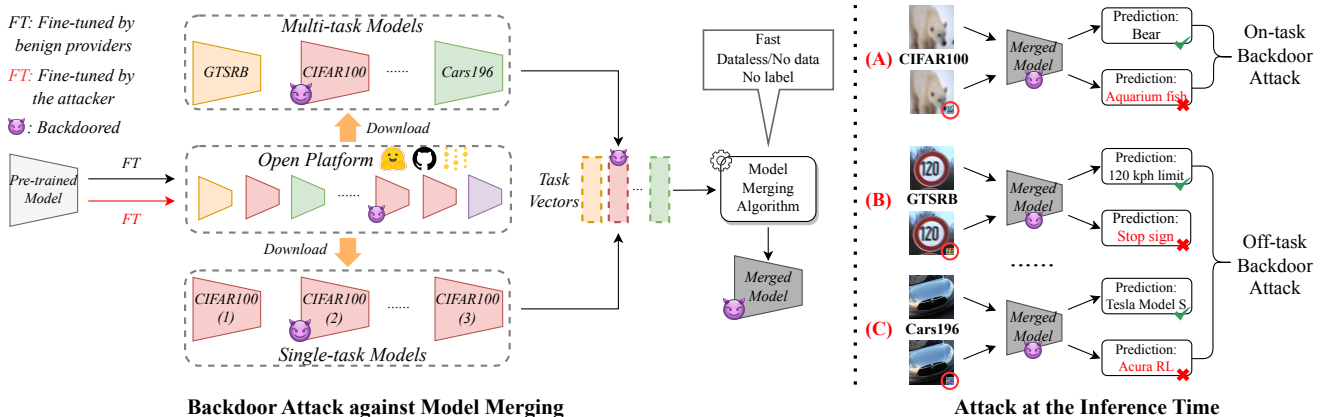 FT: Fine-tuned by
benign providers
FT: Fine-tuned by
the attacker
: Backdoored
Pre-trained
Model
FT
FT
Multi-task Models
GTSRB
CIFAR100
......
Cars196
Download
Open Platform
......
Download
CIFAR100
(1)
CIFAR100
(2)
......
CIFAR100
(3)
Single-task Models
Task
Vectors
...
Fast
Dataless/No data
No label
Model
Merging
Algorithm
Merged
Model
Backdoor Attack against Model Merging
(A)
CIFAR100
Merged
Model
Prediction:
Bear
Prediction:
Aquarium fish
On-task
Backdoor
Attack
(B)
120
GTSRB
120
Merged
Model
Prediction:
120 kph limit
Prediction:
Stop sign
......
(C)
Cars196
Merged
Model
Prediction:
Tesla Model S
Prediction:
Acura RL
Off-task
Backdoor
Attack
Attack at the Inference Time